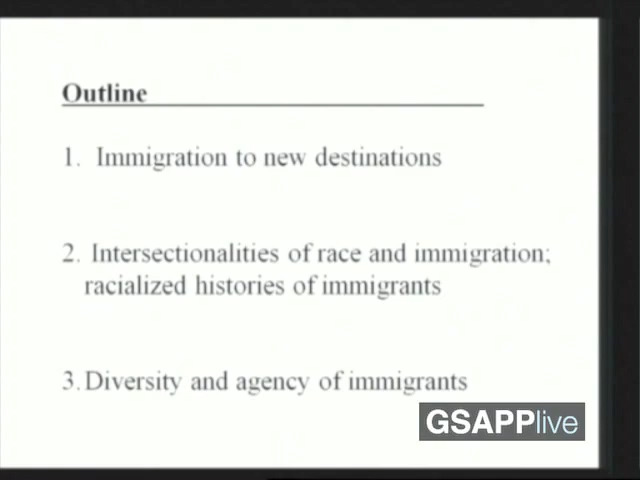 Outline
1. Immigration to new destinations
2. Intersectionalities of race and immigration;
racialized histories of immigrants
3. Diversity and agency of immigrants
GSAPPlive